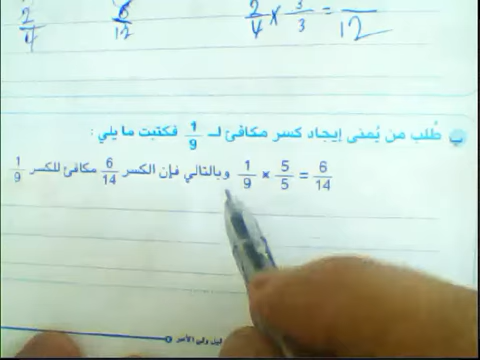 2/4 6/12 2/4 × 3/3 = __/12
ب طُلب من يُمنى إيجاد كسر مكافئ لـ 1/9 فكتبت ما يلي :
1/9 × 5/5 = 6/14 وبالتالي فإن الكسر 6/14 مكافئ للكسر 1/9